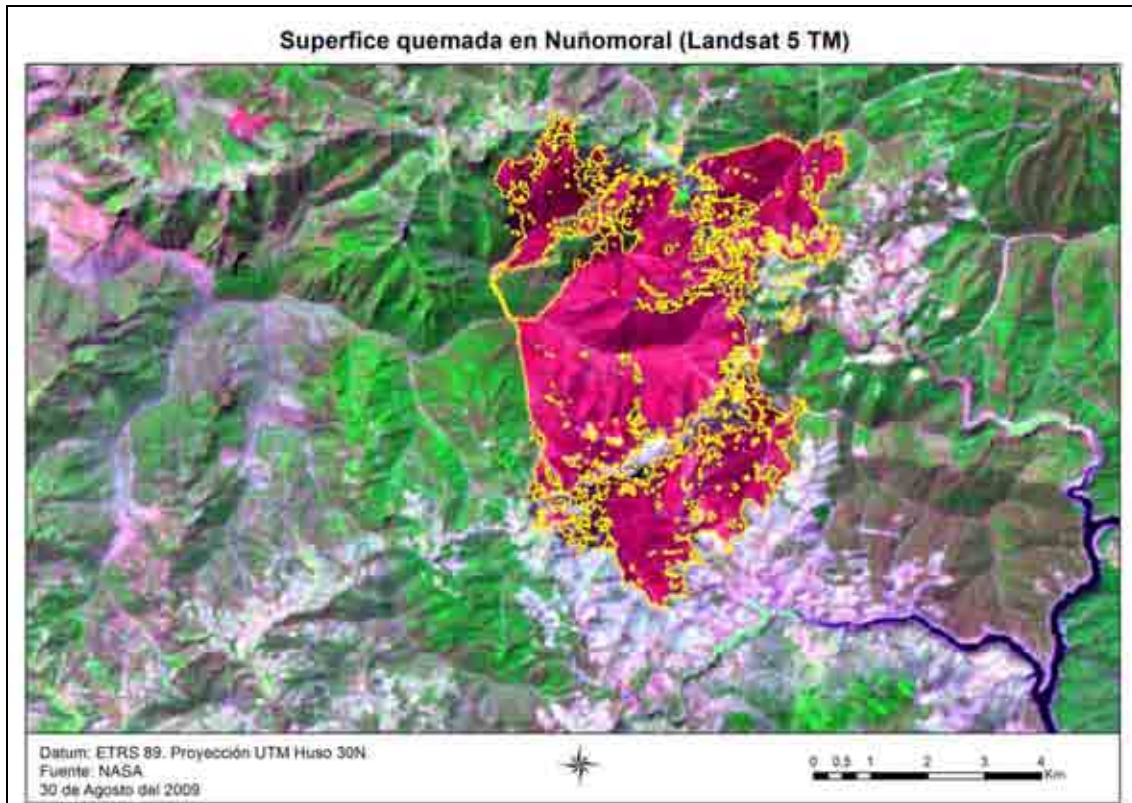 Superfice quemada en Nuñomoral (Landsat 5 TM)
Datum: ETRS 89. Proyección UTM Huso 30N
Fuente: NASA
30 de Agosto del 2009
0 0,5 1 2 3 4
Km